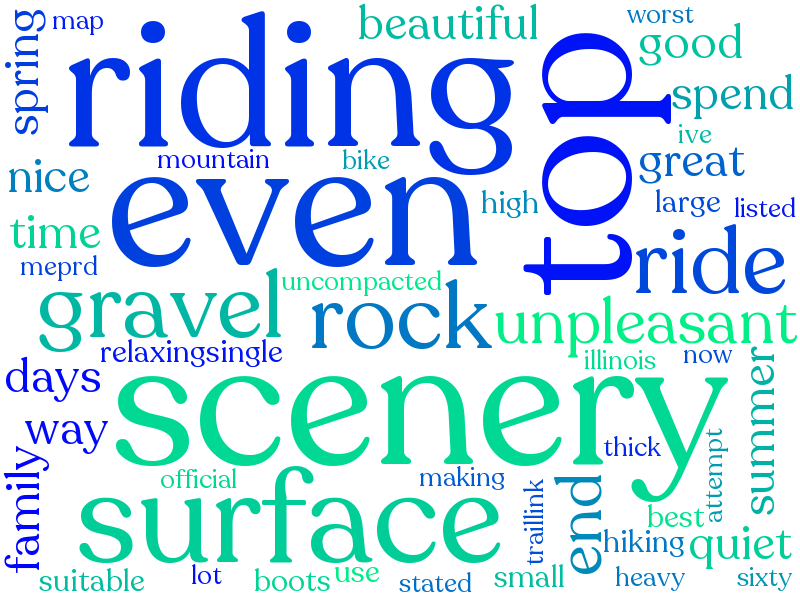 map
worst
beautiful
good
spring
riding
top
spend
ive
mountain
bike
great
nice
even
high
large
listed
time
ride
meprd
uncompacted
gravel
rock
unpleasant
relaxingsingle
illinois
now
days
scenery
summer
way
thick
attempt
family
official
making
surface
traillink
end
best
hiking
quiet
suitable
lot
boots
use
stated
small
heavy
sixty